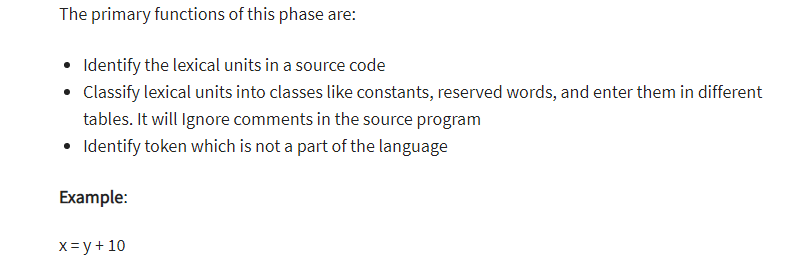 The primary functions of this phase are:
• Identify the lexical units in a source code
• Classify lexical units into classes like constants, reserved words, and enter them in different
tables. It will Ignore comments in the source program
• Identify token which is not a part of the language
Example:
x = y + 10